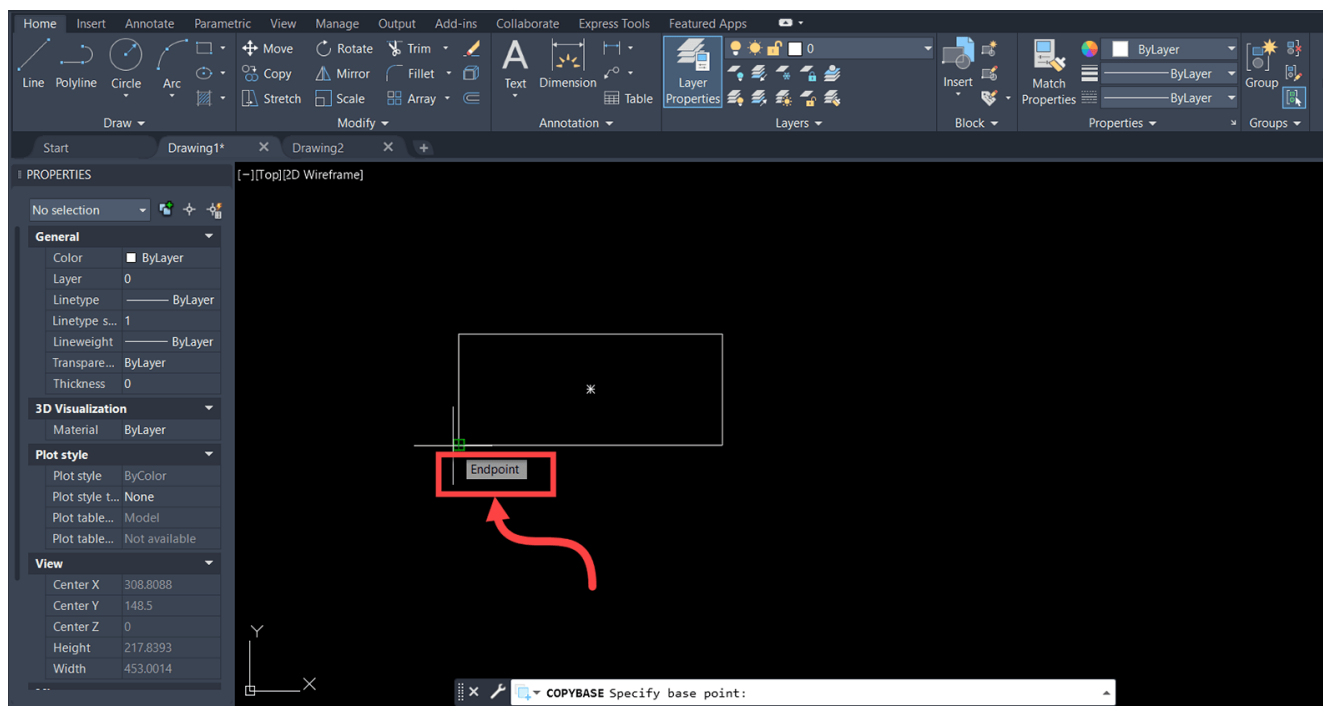 Home Insert Annotate Parametric View Manage Output Add-ins Collaborate Express Tools Featured Apps
Move Rotate Trim 0 ByLayer
Line Polyline Circle Arc Copy Mirror Fillet Text Dimension Layer Properties Insert Match Properties ByLayer Group
Stretch Scale Array Table ByLayer
Draw Modify Annotation Layers Block Properties Groups
Start Drawing1* Drawing2
PROPERTIES [−][Top][2D Wireframe]
No selection
General
Color ByLayer
Layer 0
Linetype ByLayer
Linetype s... 1
Lineweight ByLayer
Transpare... ByLayer
Thickness 0
3D Visualization
Material ByLayer
Plot style
Plot style ByColor
Plot style t... None
Plot table... Model
Plot table... Not available
View
Center X 308.8088
Center Y 148.5
Center Z 0
Height 217.8393
Width 453.0014
Endpoint
Y
X
COPYBASE Specify base point: